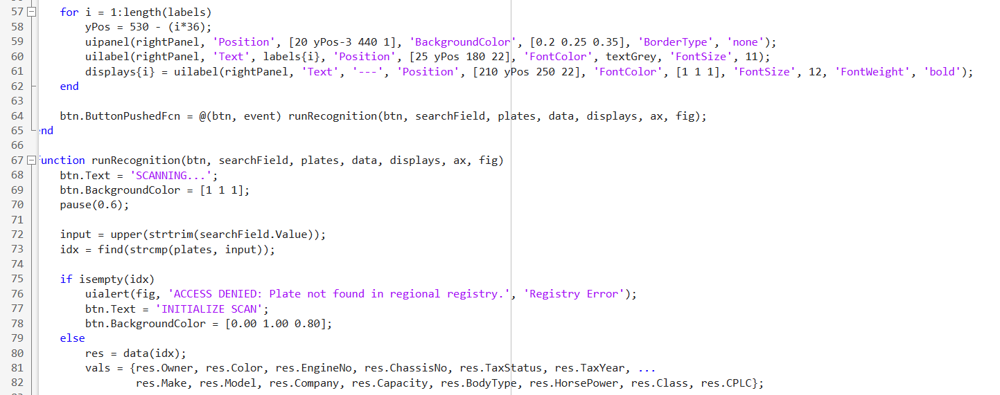 57 for i = 1:length(labels)
58 yPos = 530 - (i*36);
59 uipanel(rightPanel, 'Position', [20 yPos-3 440 1], 'BackgroundColor', [0.2 0.25 0.35], 'BorderType', 'none');
60 uilabel(rightPanel, 'Text', labels{i}, 'Position', [25 yPos 180 22], 'FontColor', textGrey, 'FontSize', 11);
61 displays{i} = uilabel(rightPanel, 'Text', '---', 'Position', [210 yPos 250 22], 'FontColor', [1 1 1], 'FontSize', 12, 'FontWeight', 'bold');
62 end
63
64 btn.ButtonPushedFcn = @(btn, event) runRecognition(btn, searchField, plates, data, displays, ax, fig);
65 end
66
67 function runRecognition(btn, searchField, plates, data, displays, ax, fig)
68 btn.Text = 'SCANNING...';
69 btn.BackgroundColor = [1 1 1];
70 pause(0.6);
71
72 input = upper(strtrim(searchField.Value));
73 idx = find(strcmp(plates, input));
74
75 if isempty(idx)
76 uialert(fig, 'ACCESS DENIED: Plate not found in regional registry.', 'Registry Error');
77 btn.Text = 'INITIALIZE SCAN';
78 btn.BackgroundColor = [0.00 1.00 0.80];
79 else
80 res = data(idx);
81 vals = {res.Owner, res.Color, res.EngineNo, res.ChassisNo, res.TaxStatus, res.TaxYear, ...
82 res.Make, res.Model, res.Company, res.Capacity, res.BodyType, res.HorsePower, res.Class, res.CPLC};